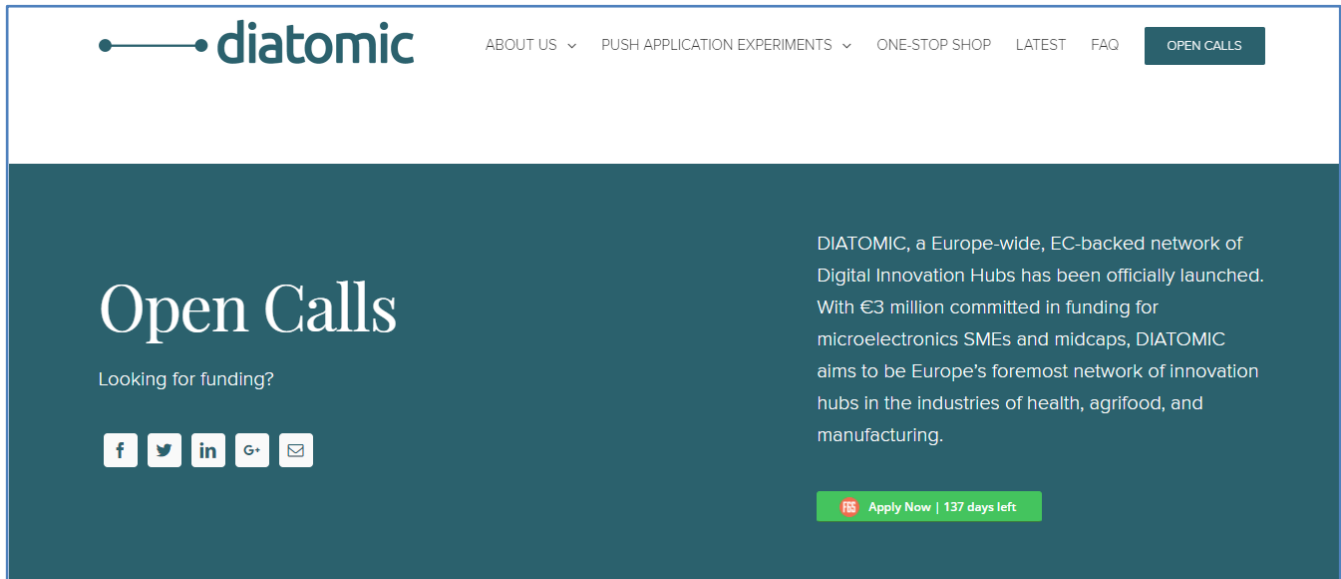 diatomic
ABOUT US
PUSH APPLICATION EXPERIMENTS
ONE-STOP SHOP
LATEST
FAQ
OPEN CALLS
Open Calls
Looking for funding?
f
in
G+
DIATOMIC, a Europe-wide, EC-backed network of
Digital Innovation Hubs has been officially launched.
With €3 million committed in funding for
microelectronics SMEs and midcaps, DIATOMIC
aims to be Europe's foremost network of innovation
hubs in the industries of health, agrifood, and
manufacturing.
F6S Apply Now | 137 days left